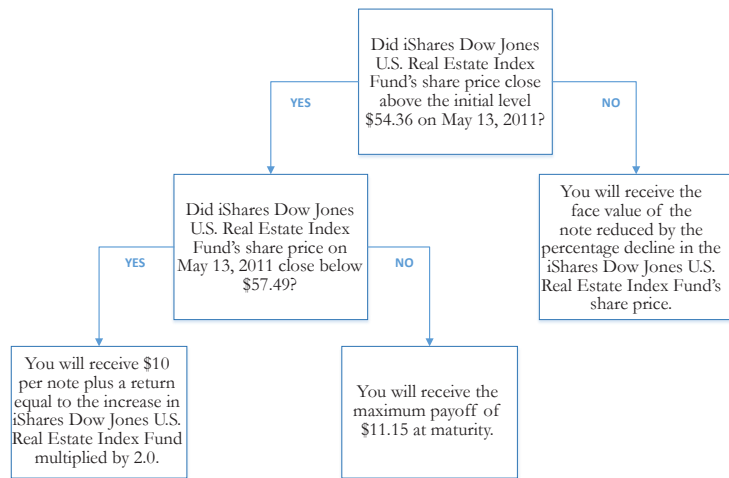 Did iShares Dow Jones
U.S. Real Estate Index
Fund's share price close
above the initial level
$54.36 on May 13, 2011?
YES
NO
Did iShares Dow Jones
U.S. Real Estate Index
Fund's share price on
May 13, 2011 close below
$57.49?
You will receive the
face value of the
note reduced by the
percentage decline in the
iShares Dow Jones U.S.
Real Estate Index Fund's
share price.
YES
NO
You will receive $10
per note plus a return
equal to the increase in
iShares Dow Jones U.S.
Real Estate Index Fund
multiplied by 2.0.
You will receive the
maximum payoff of
$11.15 at maturity.